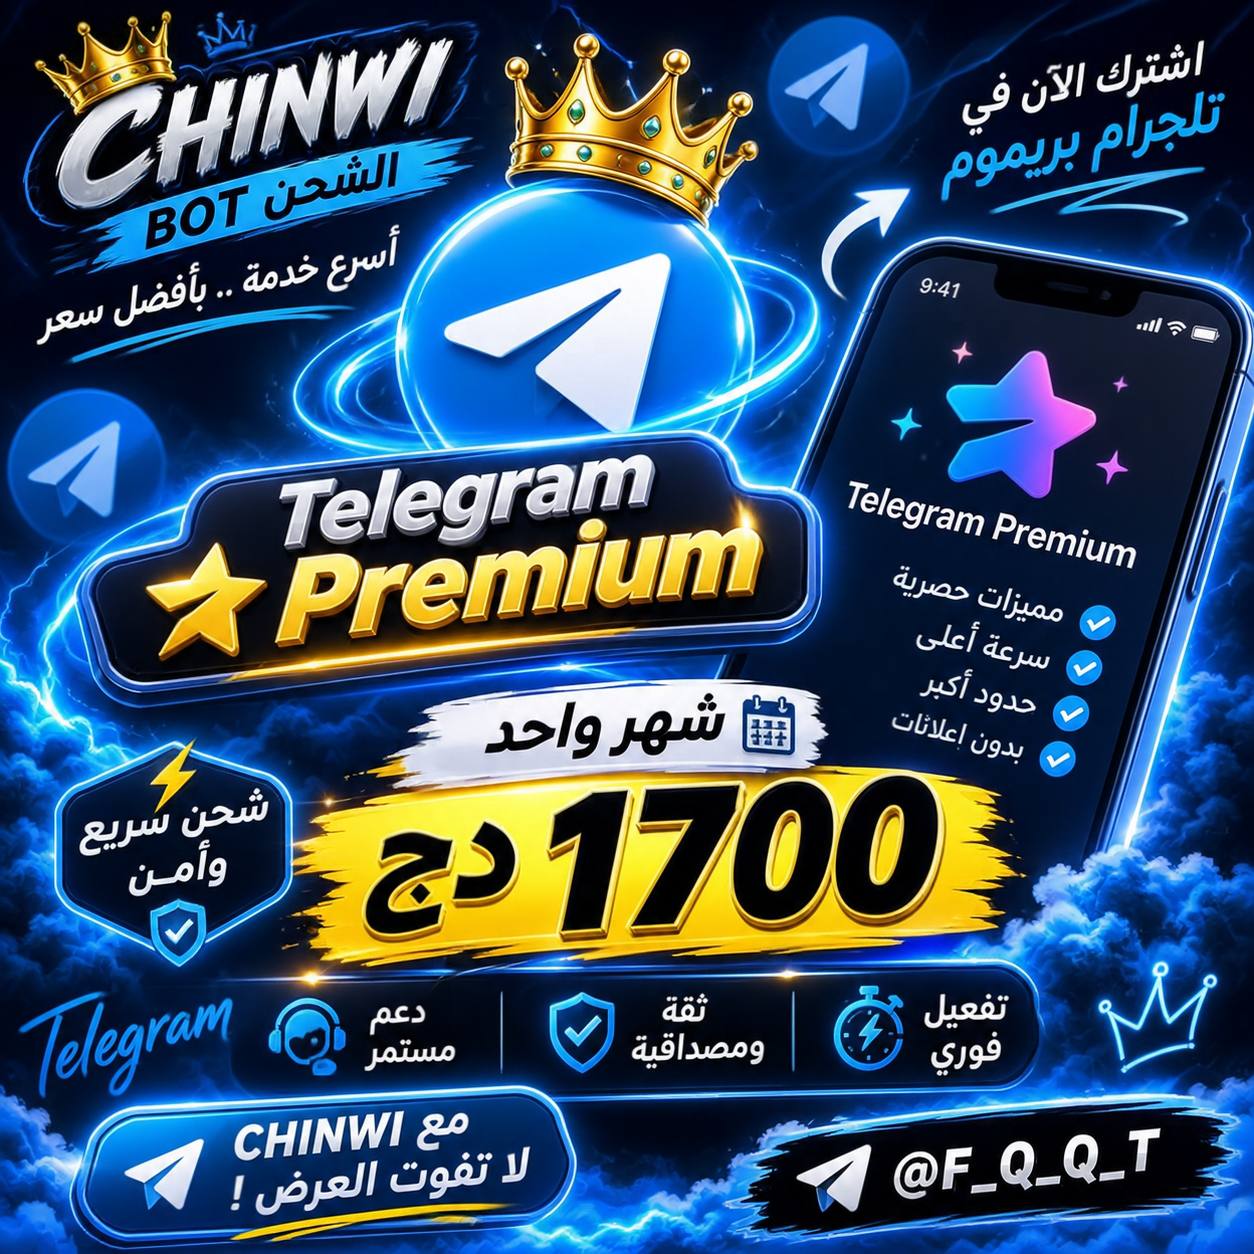 CHINWI
الشحن BOT
أسرع خدمة .. بأفضل سعر
اشترك الآن في
تلجرام بريموم
9:41
Telegram Premium
مميزات حصرية
سرعة أعلى
حدود أكبر
بدون إعلانات
Telegram
Premium
شهر واحد
1700 دج
شحن سريع
وأمـن
تفعيل
فوري
ثقة
ومصداقية
دعم
مستمر
Telegram
مع CHINWI
لا تفوت العرض !
@F_Q_Q_T